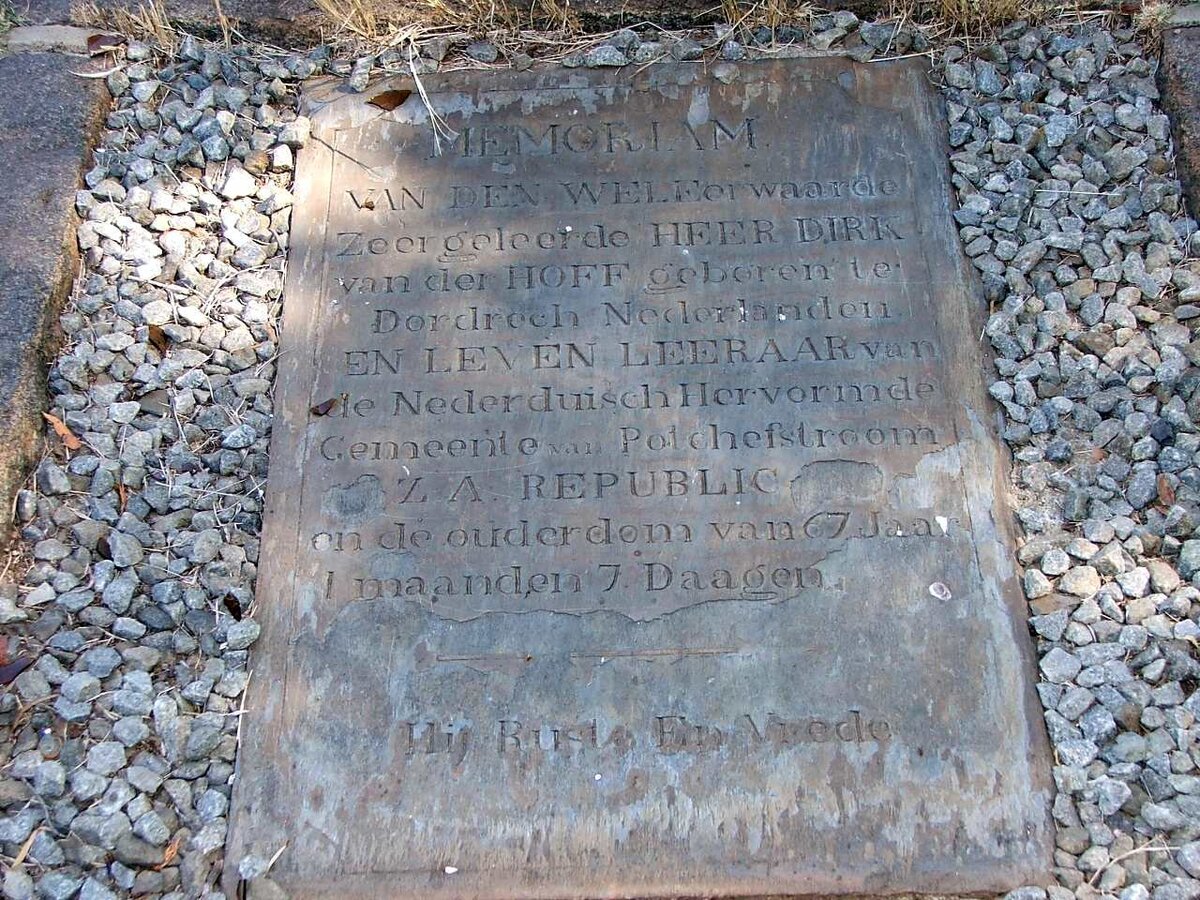 MEMORIAM.
VAN DEN WELEerwaarde
Zeergeleerde HEER DIRK
van der HOFF geboren te
Dordrech Nederlanden.
EN LEVEN LEERAAR van
de Nederduisch Hervormde
Gemeente van Potchefstroom
Z A REPUBLIC
en de ouderdom van 67 Jaar
1 maanden 7. Daagen.
Hij Ruste En Vrede